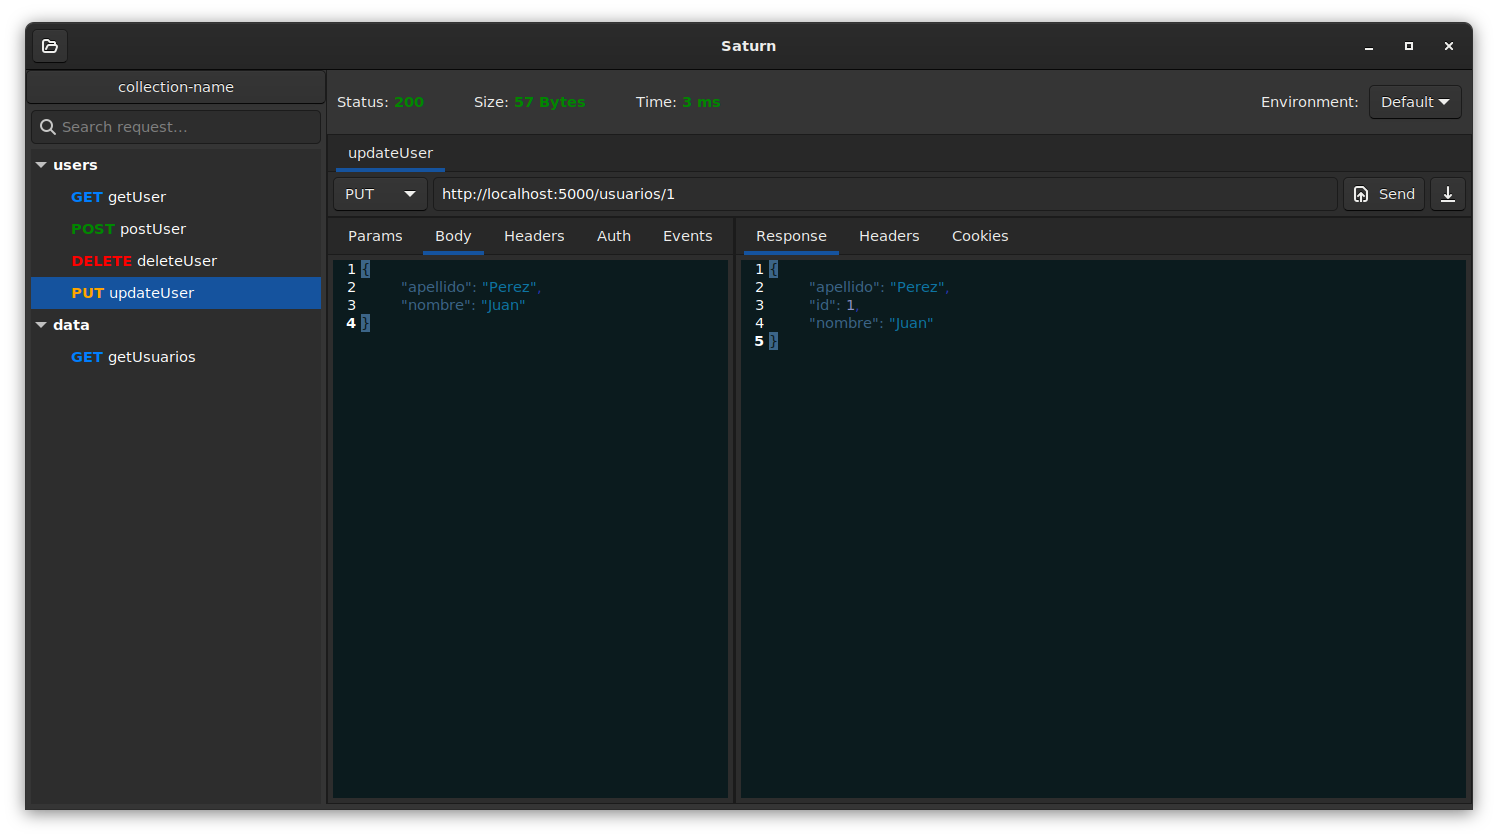 Saturn
collection-name
Search request...
users
GET getUser
POST postUser
DELETE deleteUser
PUT updateUser
data
GET getUsuarios
Status: 200 Size: 57 Bytes Time: 3 ms Environment: Default
updateUser
PUT http://localhost:5000/usuarios/1 Send
Params Body Headers Auth Events
1 {
2 "apellido": "Perez",
3 "nombre": "Juan"
4 }
Response Headers Cookies
1 {
2 "apellido": "Perez",
3 "id": 1,
4 "nombre": "Juan"
5 }